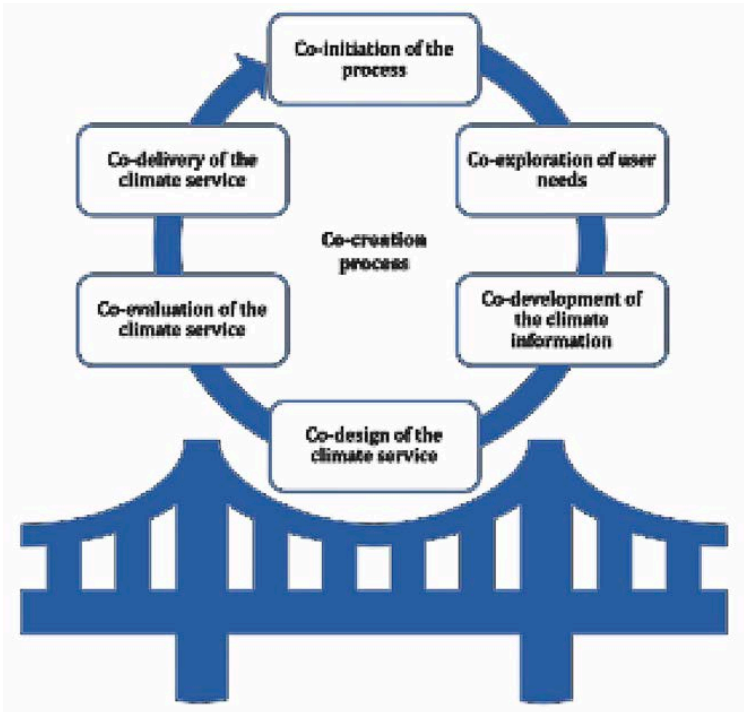 Co-initiation of the
process
Co-exploration of user
needs
Co-development of
the climate
information
Co-design of the
climate service
Co-evaluation of the
climate service
Co-delivery of the
climate service
Co-creation
process